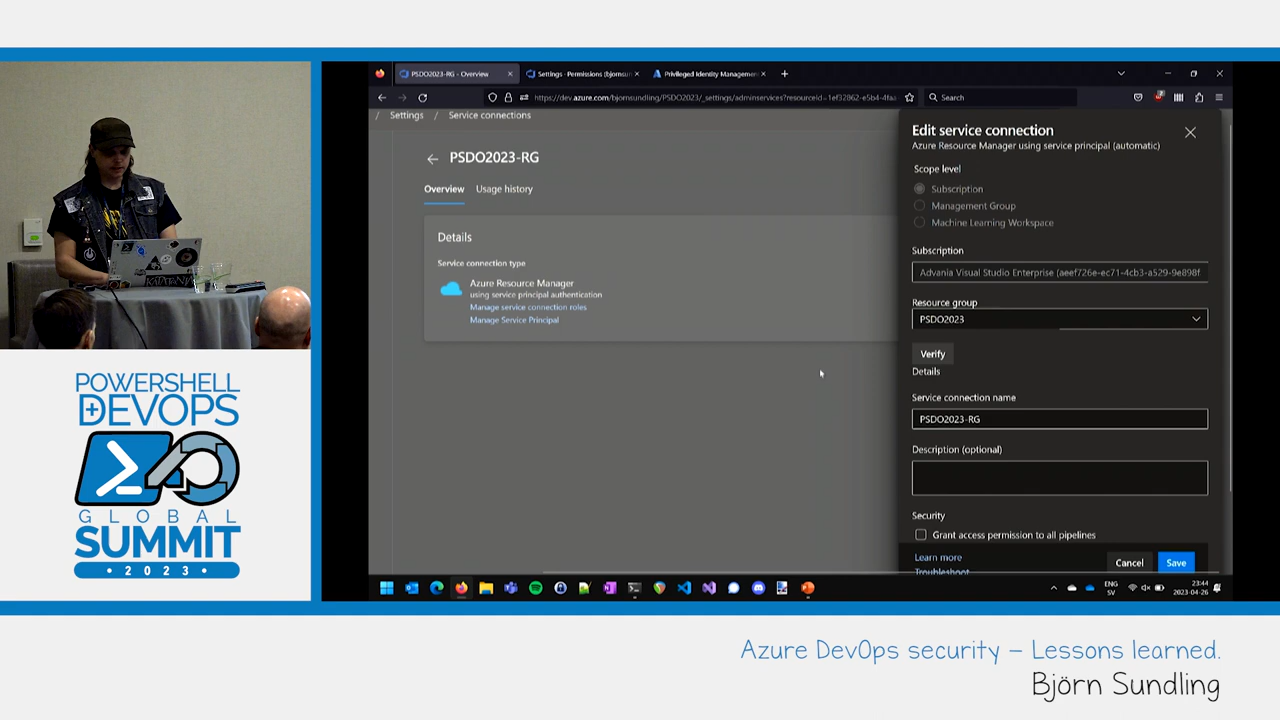 PSDO2023-RG - Overview
Settings - Permissions (bjornsun
Privileged Identity Management
https://dev.azure.com/bjornsundling/PSDO2023/_settings/adminservices?resourceId=1ef32862-e5b4-4faa
Search
/ Settings / Service connections
PSDO2023-RG
Overview Usage history
Details
Service connection type
Azure Resource Manager
using service principal authentication
Manage service connection roles
Manage Service Principal
Edit service connection
Azure Resource Manager using service principal (automatic)
Scope level
Subscription
Management Group
Machine Learning Workspace
Subscription
Advania Visual Studio Enterprise (aeef726e-ec71-4cb3-a529-9e898f
Resource group
PSDO2023
Verify
Details
Service connection name
PSDO2023-RG
Description (optional)
Security
Grant access permission to all pipelines
Learn more
Troubleshoot
Cancel
Save
ENG
SV
23:44
2023-04-26
KATATONIA
POWERSHELL
+ DEVOPS
GLOBAL
SUMMIT
• 2023 •
Azure DevOps security – Lessons learned.
Björn Sundling